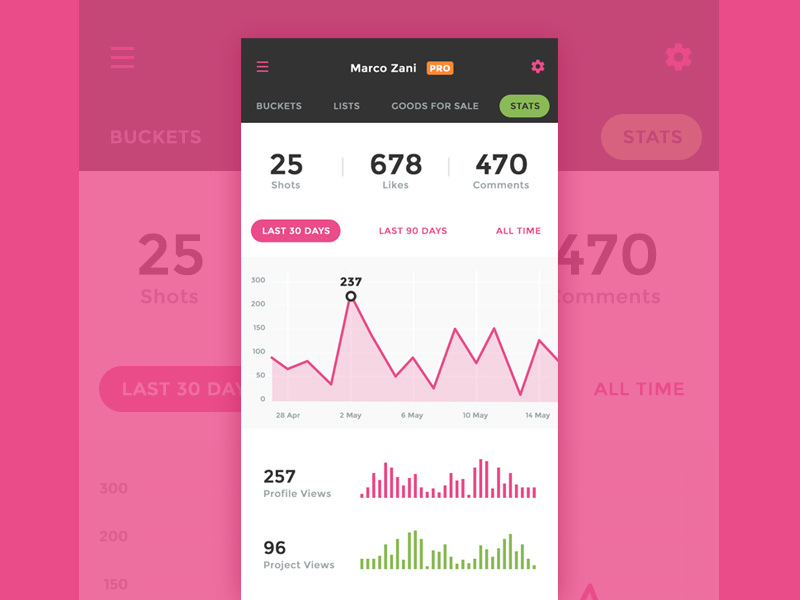 Marco Zani PRO
BUCKETS LISTS GOODS FOR SALE STATS
25 678 470
Shots Likes Comments
LAST 30 DAYS LAST 90 DAYS ALL TIME
237
300
200
150
100
50
0
28 Apr 2 May 6 May 10 May 14 May
257
Profile Views
96
Project Views
BUCKETS STATS
25 470
Shots Comments
LAST 30 DAY ALL TIME
300
200
150